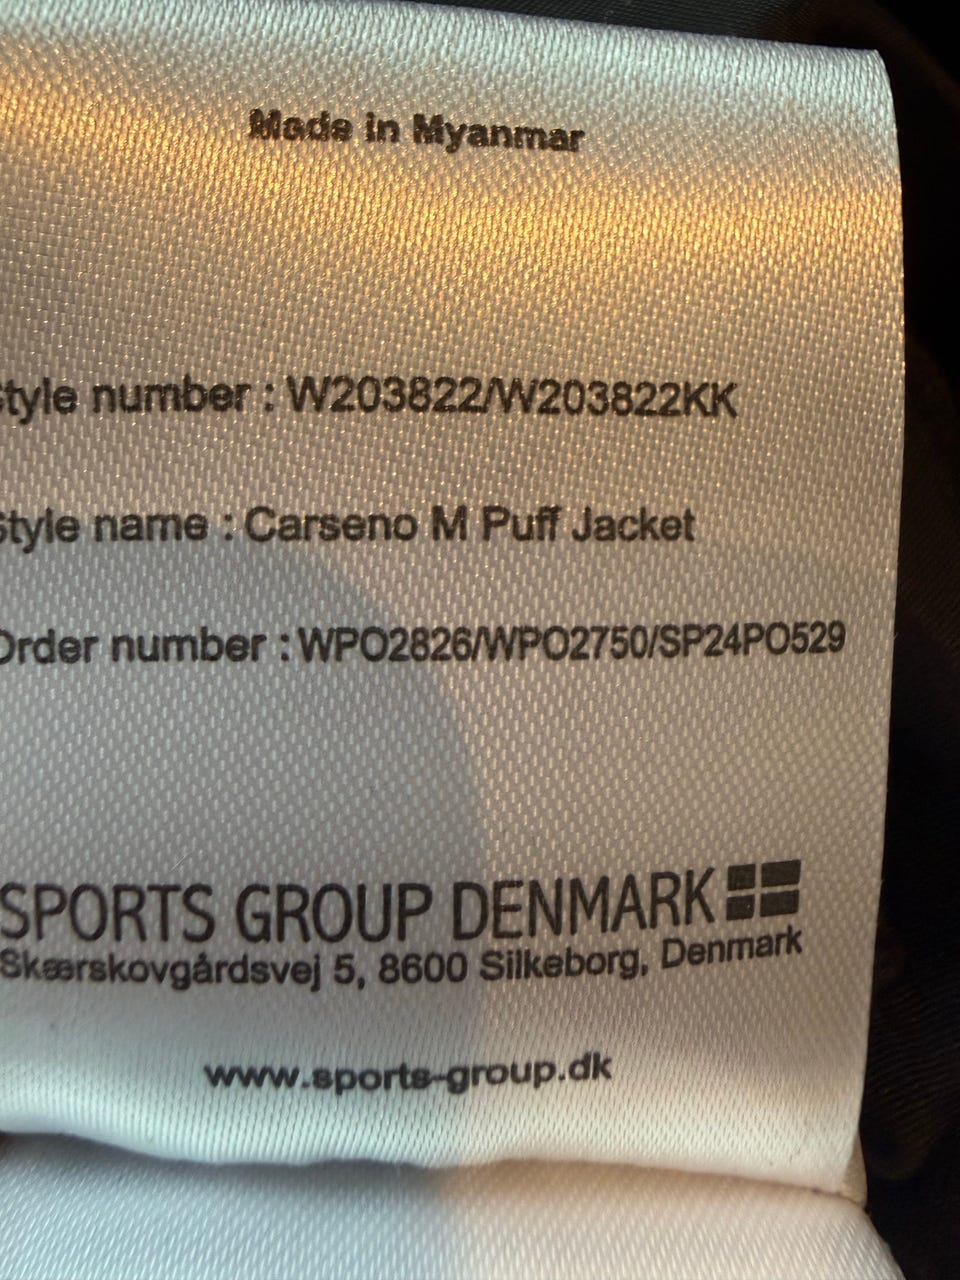 Made in Myanmar
Style number : W203822/W203822KK
Style name : Carseno M Puff Jacket
Order number : WPO2826/WPO2750/SP24PO529
SPORTS GROUP DENMARK
Skærskovgårdsvej 5, 8600 Silkeborg, Denmark
www.sports-group.dk